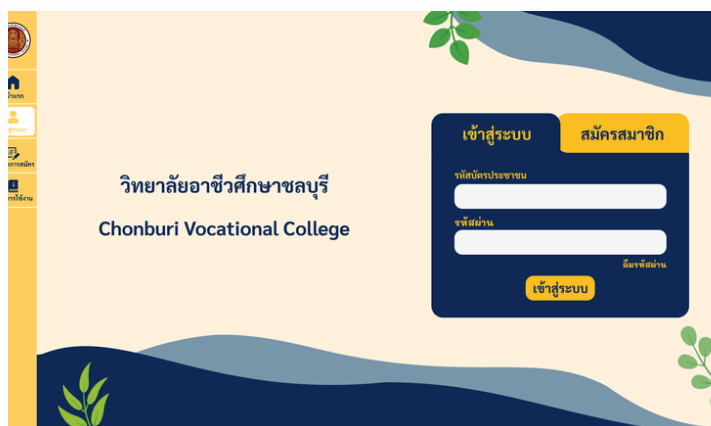 เข้าสู่ระบบ
สมัครสมาชิก
รหัสบัตรประชาชน
รหัสผ่าน
ลืมรหัสผ่าน
เข้าสู่ระบบ
วิทยาลัยอาชีวศึกษาชลบุรี
Chonburi Vocational College